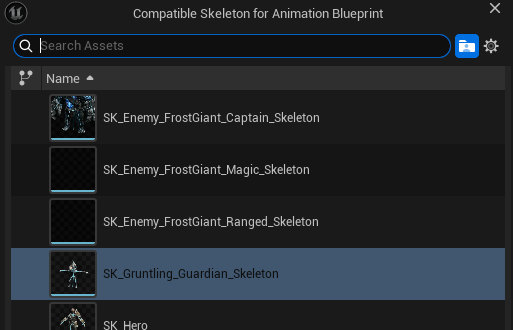 Compatible Skeleton for Animation Blueprint
Search Assets
Name
SK_Enemy_FrostGiant_Captain_Skeleton
SK_Enemy_FrostGiant_Magic_Skeleton
SK_Enemy_FrostGiant_Ranged_Skeleton
SK_Gruntling_Guardian_Skeleton
SK_Hero